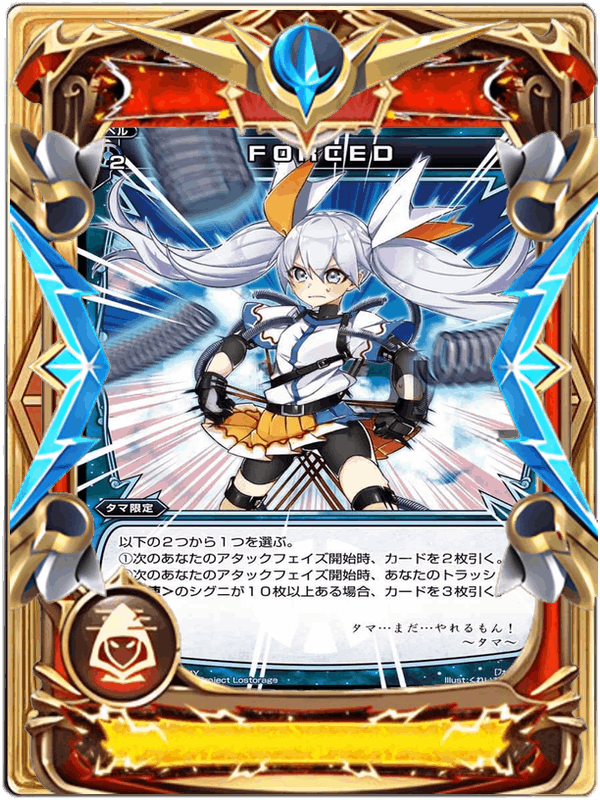 ベル
2
FORCED
タマ限定
以下の2つから1つを選ぶ。
①次のあなたのアタックフェイズ開始時、カードを2枚引く。
次のあなたのアタックフェイズ開始時、あなたのトラッシ
＞のシグニが10枚以上ある場合、カードを3枚引く。
タマ…まだ…やれるもん！
～タマ～
roject Lostorage
Illust:くれい